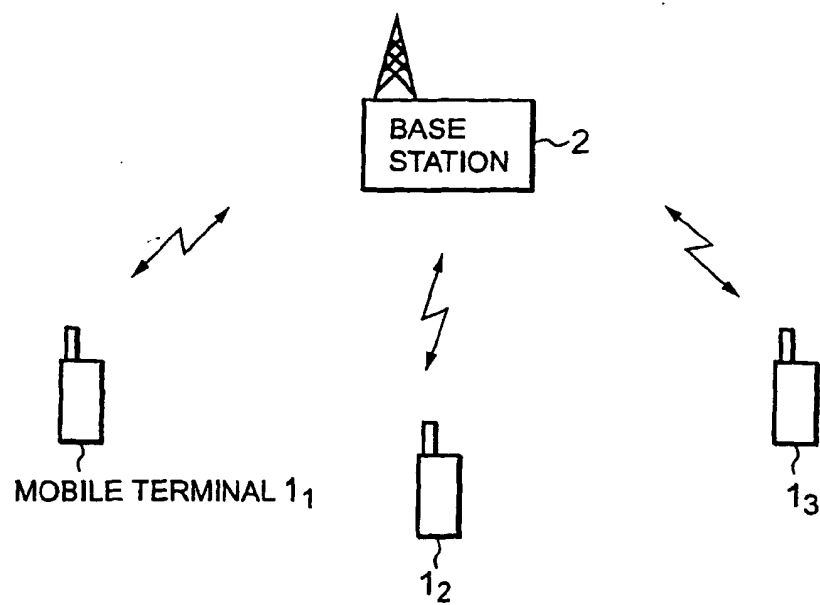 BASE
STATION
2
MOBILE TERMINAL 1₁
1₂
1₃